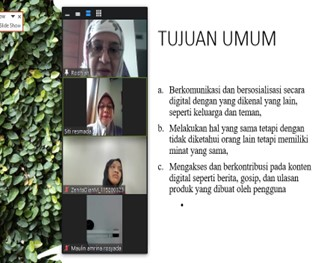 Slide Show
TUJUAN UMUM
a. Berkomunikasi dan bersosialisasi secara
digital dengan yang dikenal yang lain,
seperti keluarga dan teman,
b. Melakukan hal yang sama tetapi dengan
tidak diketahui orang lain tetapi memiliki
minat yang sama,
c. Mengakses dan berkontribusi pada konten
digital seperti berita, gosip, dan ulasan
produk yang dibuat oleh pengguna
•
Siti resmada
Maulin amrina rosyada